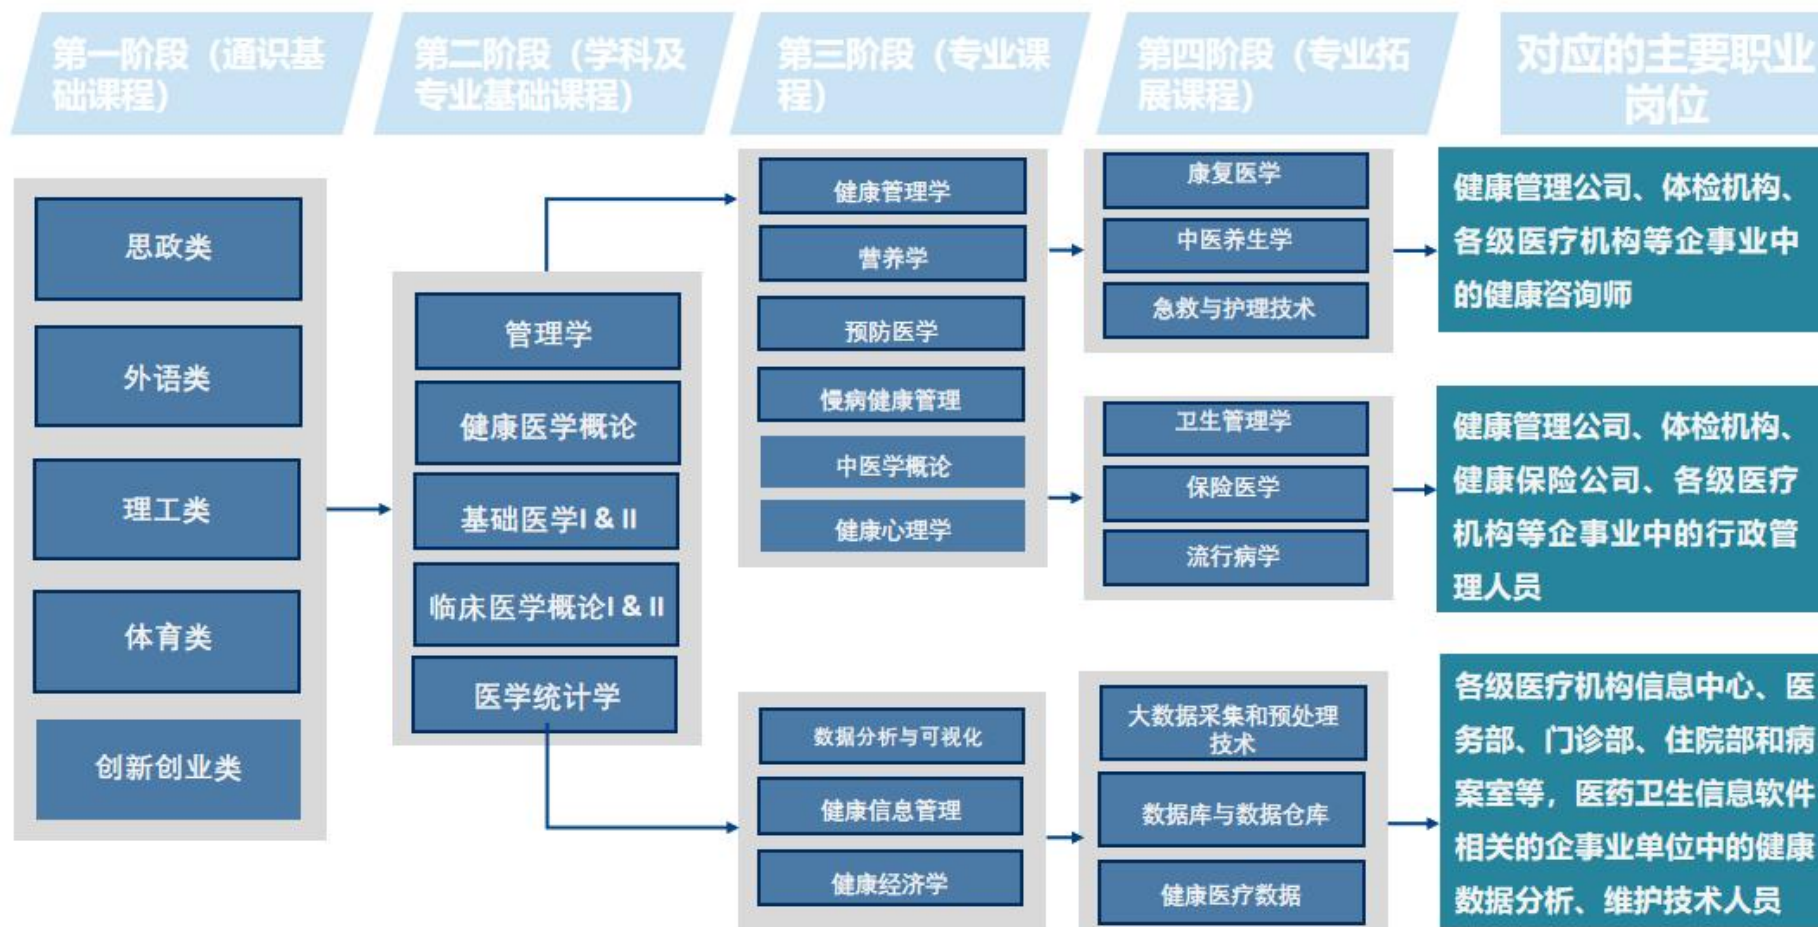 第一阶段（通识基
础课程）
第二阶段（学科及
专业基础课程）
第三阶段（专业课
程）
第四阶段（专业拓
展课程）
对应的主要职业
岗位
思政类
外语类
理工类
体育类
创新创业类
管理学
健康医学概论
基础医学I & II
临床医学概论I & II
医学统计学
健康管理学
营养学
预防医学
慢病健康管理
中医学概论
健康心理学
数据分析与可视化
健康信息管理
健康经济学
康复医学
中医养生学
急救与护理技术
卫生管理学
保险医学
流行病学
大数据采集和预处理
技术
数据库与数据仓库
健康医疗数据
健康管理公司、体检机构、
各级医疗机构等企事业中
的健康咨询师
健康管理公司、体检机构、
健康保险公司、各级医疗
机构等企事业中的行政管
理人员
各级医疗机构信息中心、医
务部、门诊部、住院部和病
案室等，医药卫生信息软件
相关的企事业单位中的健康
数据分析、维护技术人员